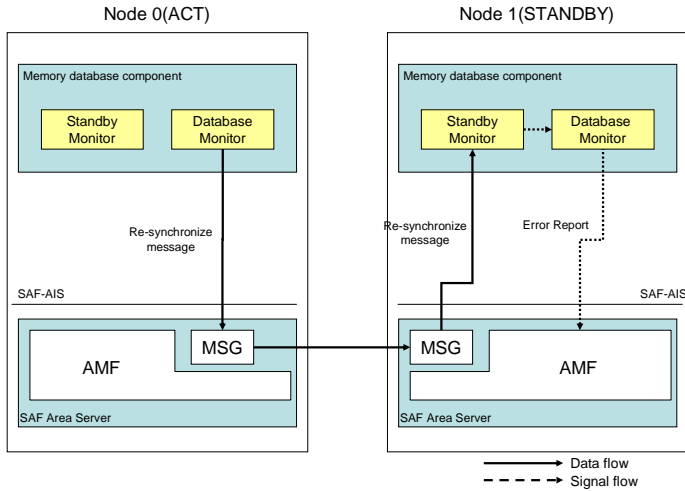 Node 0(ACT)
Node 1(STANDBY)
Memory database component
Standby
Monitor
Database
Monitor
Re-synchronize
message
SAF-AIS
MSG
AMF
SAF Area Server
Memory database component
Standby
Monitor
Database
Monitor
Re-synchronize
message
Error Report
SAF-AIS
MSG
AMF
SAF Area Server
Data flow
Signal flow